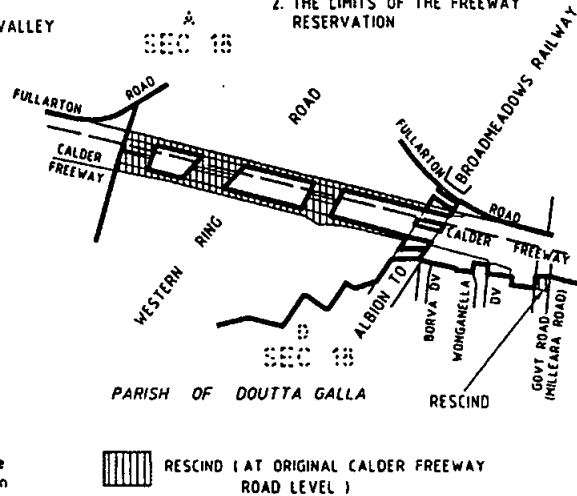 VALLEY
2. THE LIMITS OF THE FREEWAY
RESERVATION
A
SEC 18
FULLARTON ROAD
ROAD
FULLARTON
ROAD
BROADMEADOWS RAILWAY
CALDER
FREEWAY
CALDER FREEWAY
WESTERN RING
ALBION TO
BORVA DV
WONGANELLA DV
GOVT ROAD
(MILLEARA ROAD)
D
SEC 18
PARISH OF DOUTTA GALLA
RESCIND
RESCIND (AT ORIGINAL CALDER FREEWAY
ROAD LEVEL)